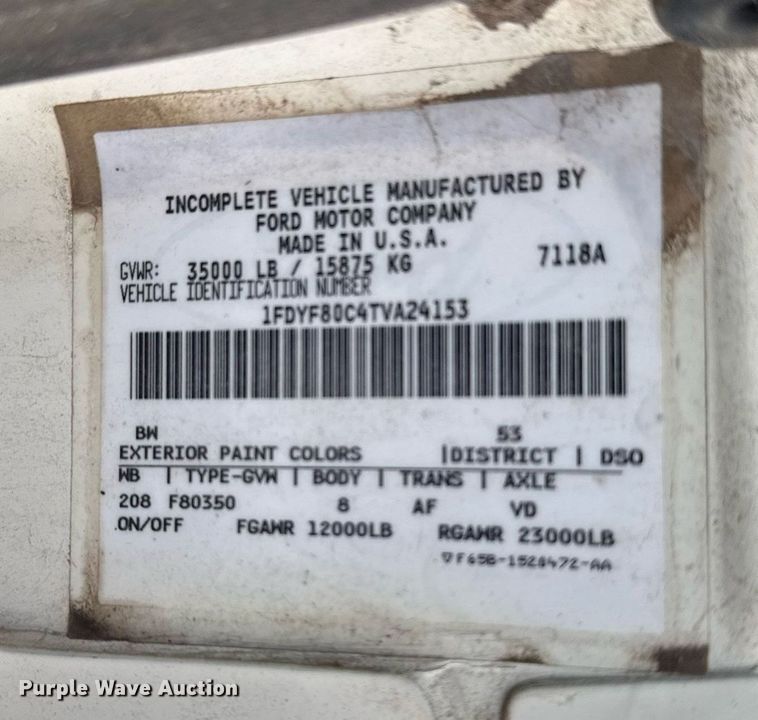 INCOMPLETE VEHICLE MANUFACTURED BY
FORD MOTOR COMPANY
MADE IN U.S.A.
GVWR: 35000 LB / 15875 KG 7118A
VEHICLE IDENTIFICATION NUMBER
1FDYF80C4TVA24153
BW 53
EXTERIOR PAINT COLORS |DISTRICT | DSO
WB | TYPE-GVW | BODY | TRANS | AXLE
208 F80350 8 AF VD
ON/OFF FGAWR 12000LB RGAWR 23000LB
▽F65B-1520472-AA
Purple Wave Auction